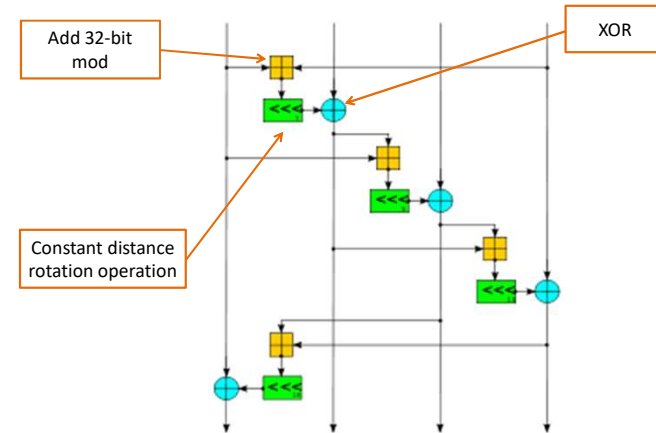 Add 32-bit
mod
XOR
<<<
<<<
Constant distance
rotation operation
<<<
<<<